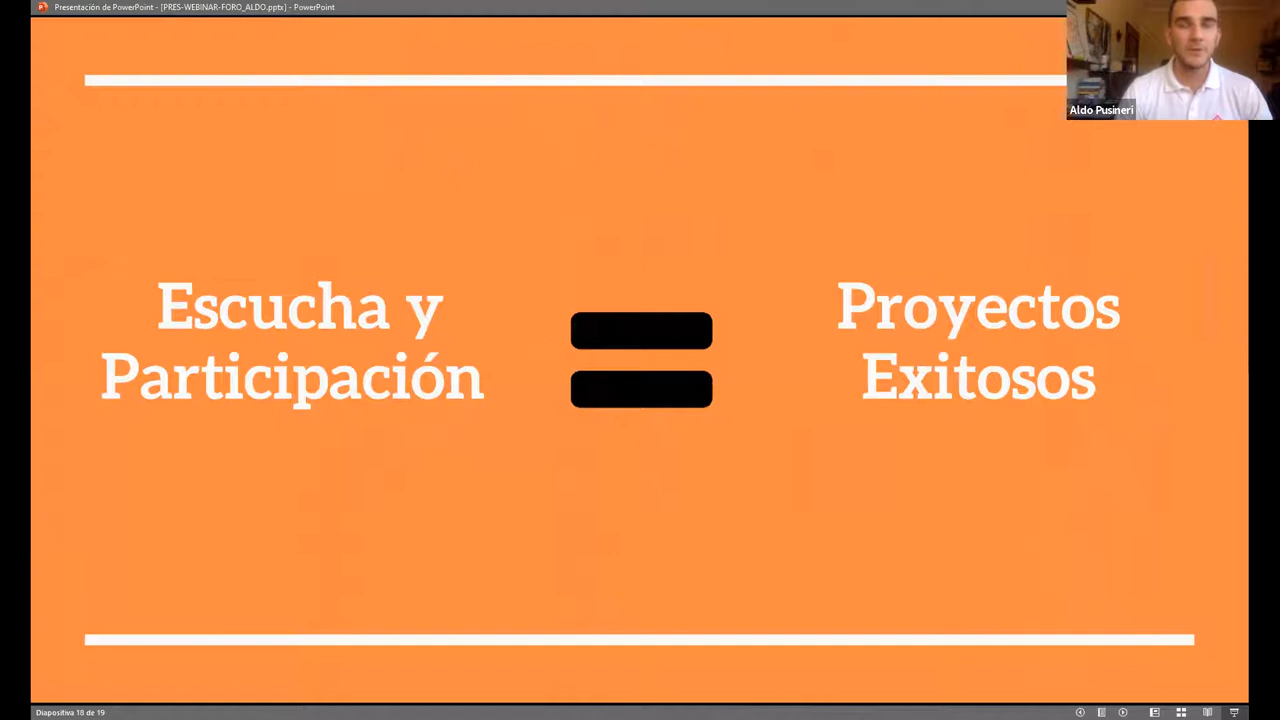 Presentación de PowerPoint - [PRES-WEBINAR-FORO_ALDO.pptx] - PowerPoint
Aldo Pusineri
Escucha y
Participación
Proyectos
Exitosos
Diapositiva 18 de 19